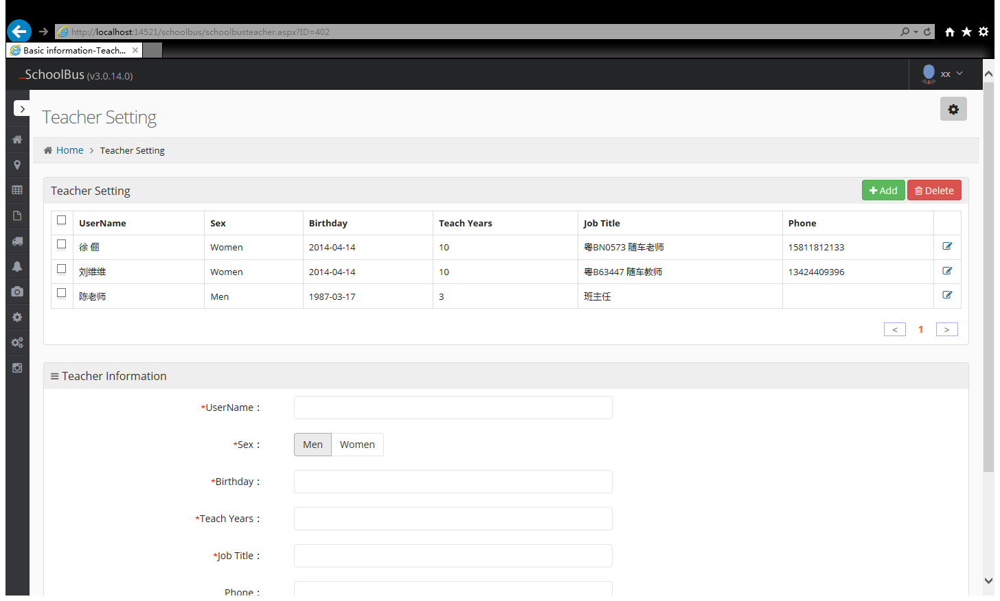 http://localhost:14521/schoolbus/schoolbusteacher.aspx?ID=402
Basic information-Teach...
...SchoolBus (v3.0.14.0)
xx
Teacher Setting
Home > Teacher Setting
Teacher Setting
Add Delete
UserName Sex Birthday Teach Years Job Title Phone
徐 俪 Women 2014-04-14 10 粤BN0573 随车老师 15811812133
刘维维 Women 2014-04-14 10 粤B63447 随车教师 13424409396
陈老师 Men 1987-03-17 3 班主任
< 1 >
Teacher Information
*UserName：
*Sex： Men Women
*Birthday：
*Teach Years：
*Job Title：
Phone：